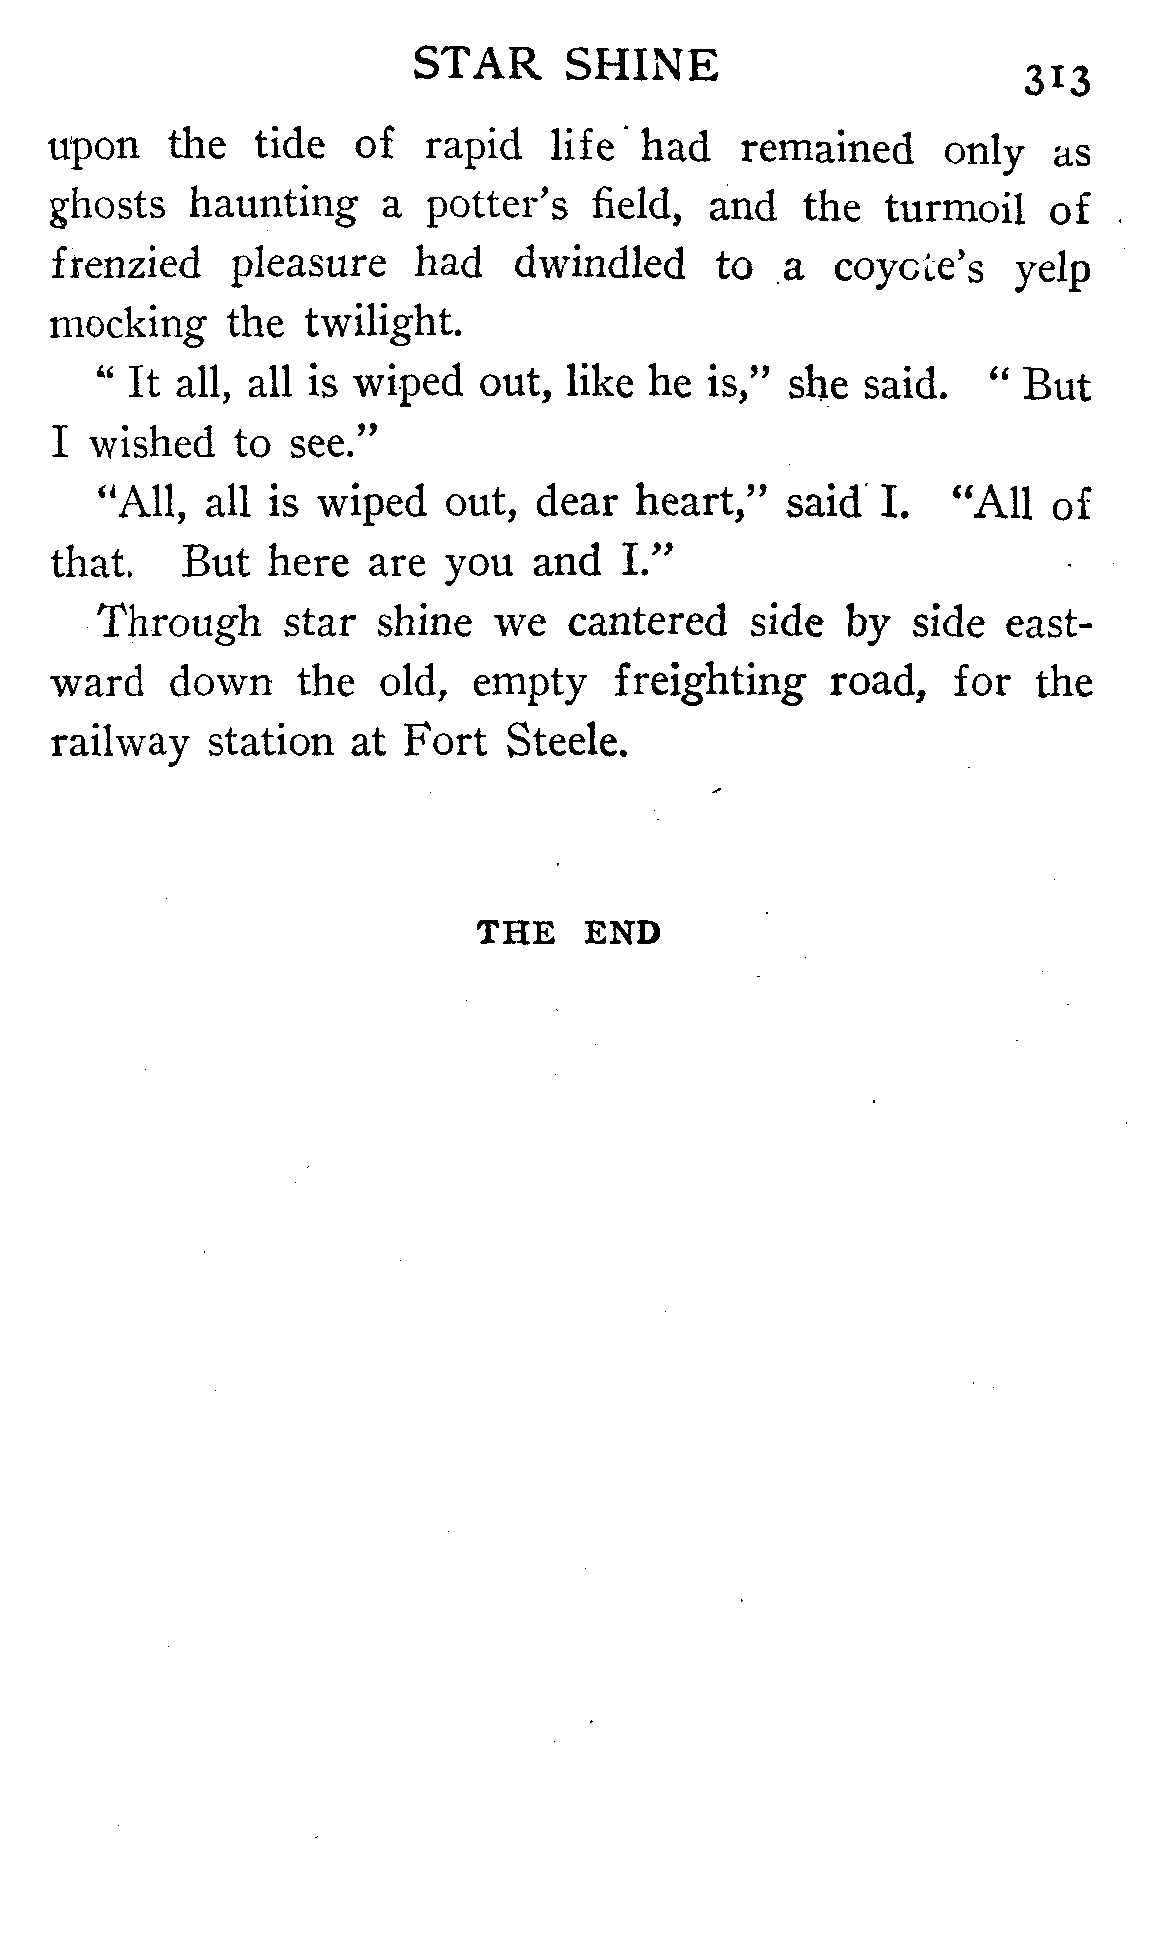 STAR SHINE 313
upon the tide of rapid life had remained only as
ghosts haunting a potter's field, and the turmoil of
frenzied pleasure had dwindled to a coyote's yelp
mocking the twilight.
" It all, all is wiped out, like he is," she said. " But
I wished to see."
"All, all is wiped out, dear heart," said I. "All of
that. But here are you and I."
Through star shine we cantered side by side east-
ward down the old, empty freighting road, for the
railway station at Fort Steele.
THE END